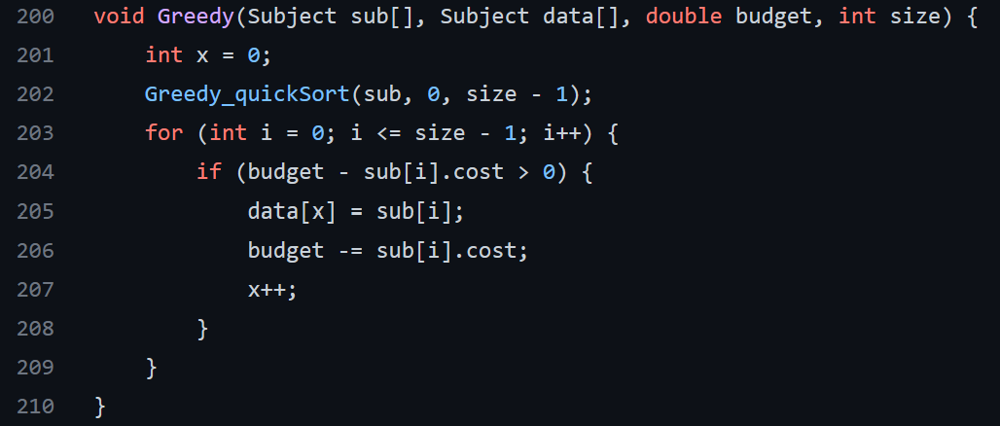 200 void Greedy(Subject sub[], Subject data[], double budget, int size) {
201     int x = 0;
202     Greedy_quickSort(sub, 0, size - 1);
203     for (int i = 0; i <= size - 1; i++) {
204         if (budget - sub[i].cost > 0) {
205             data[x] = sub[i];
206             budget -= sub[i].cost;
207             x++;
208         }
209     }
210 }